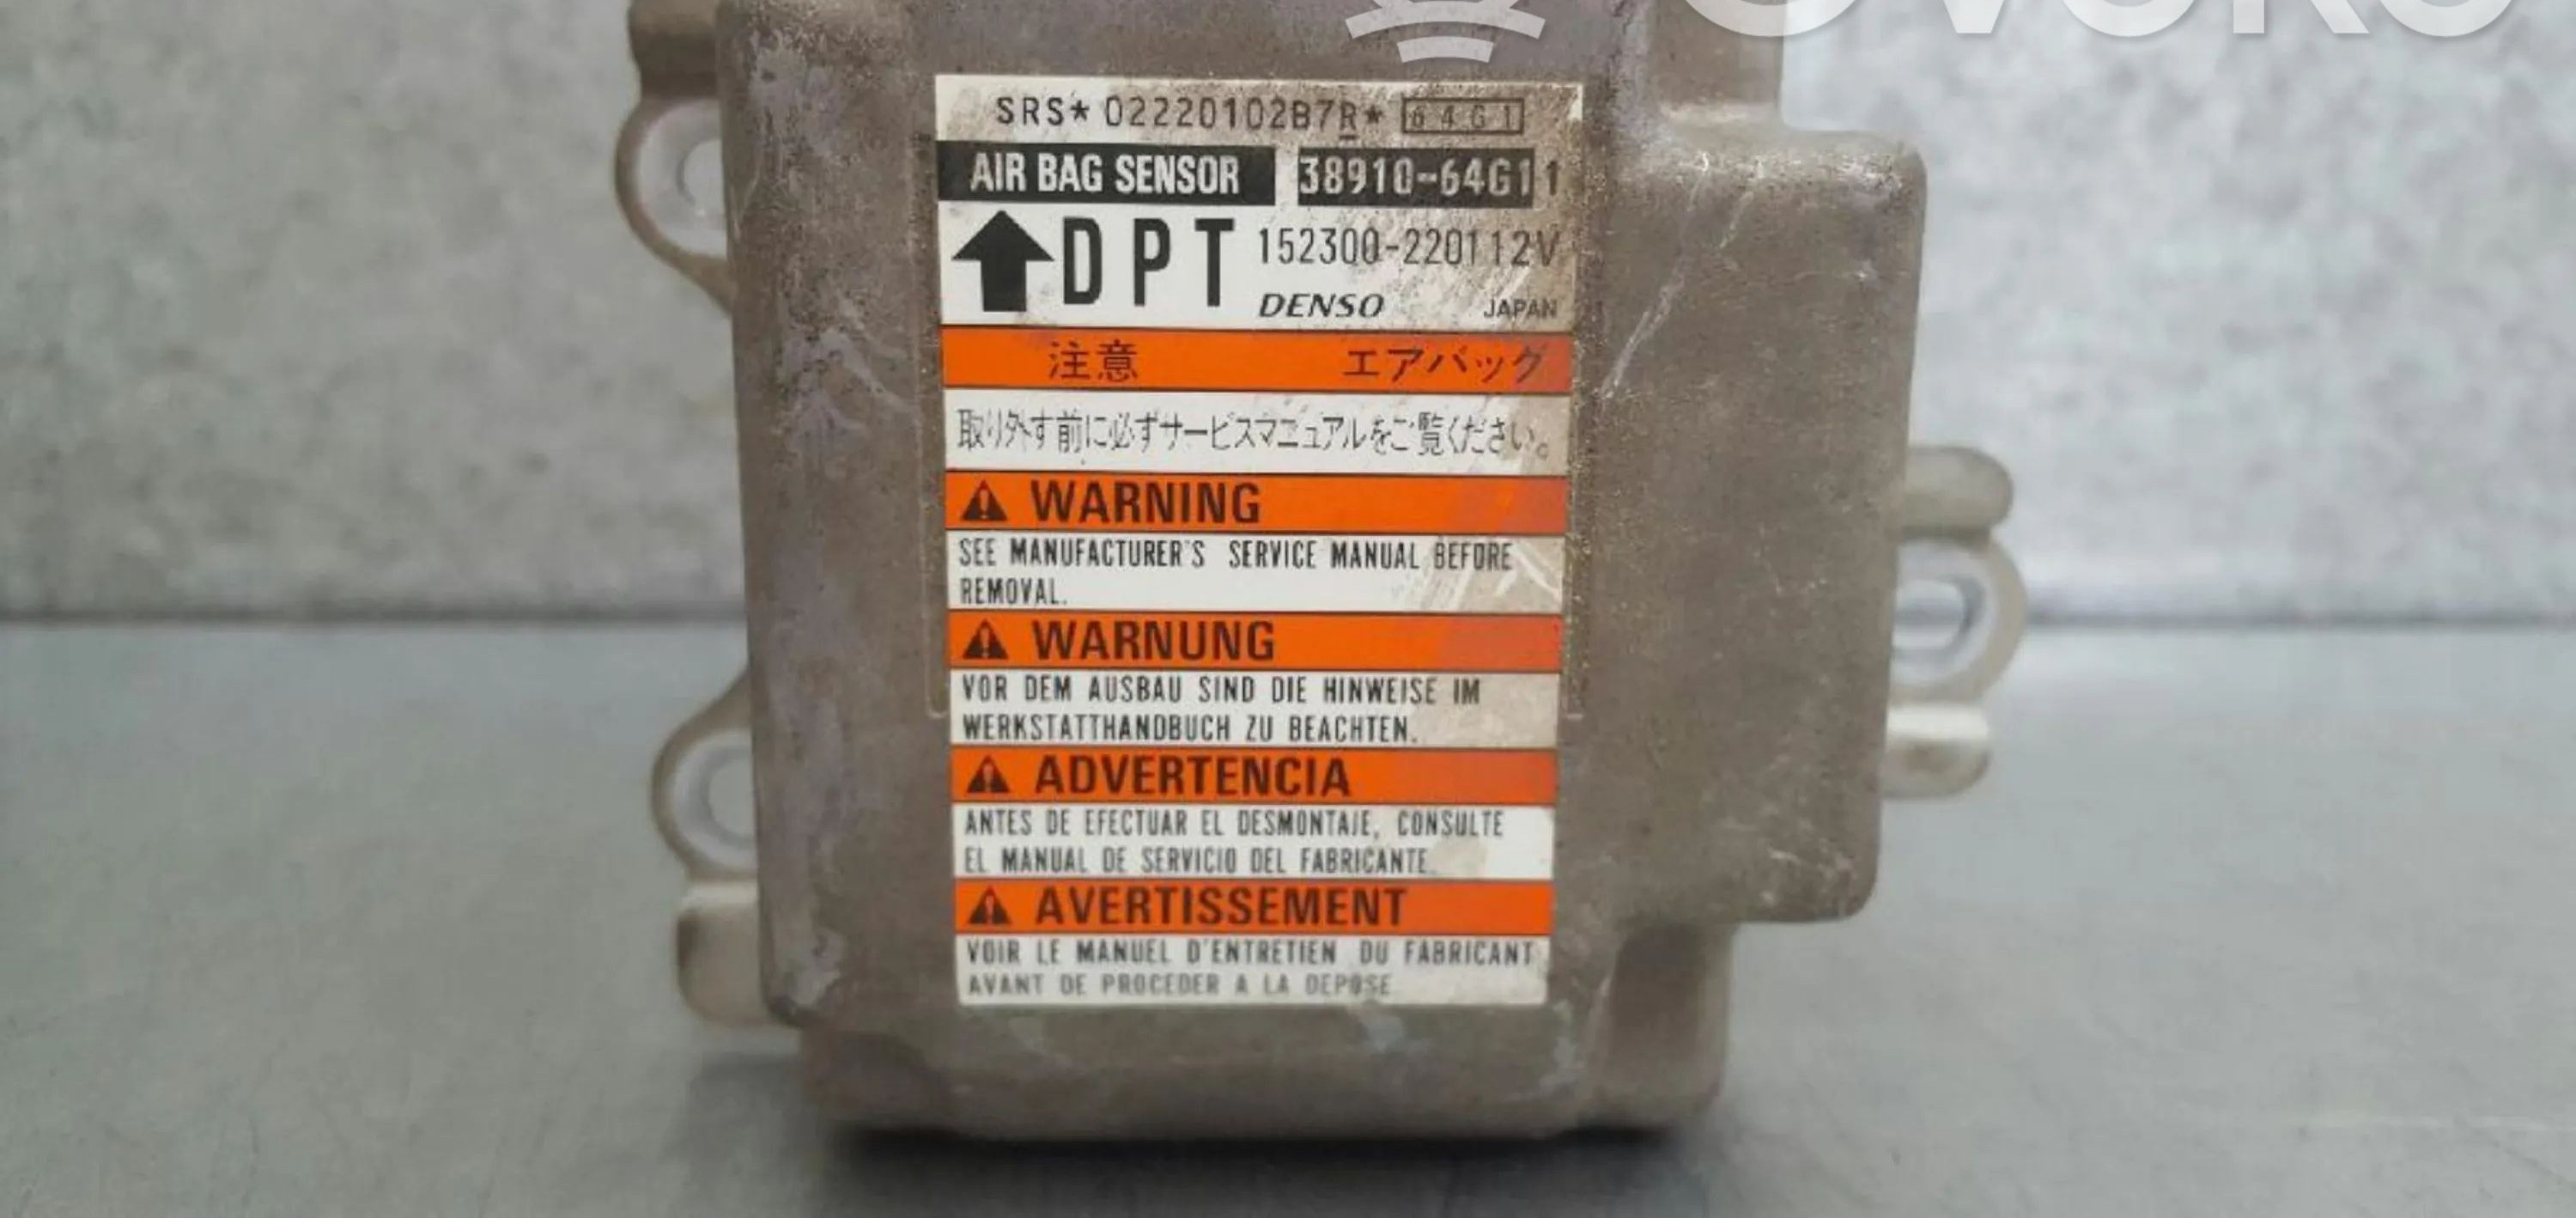 OVOKO
SRS* 02220102B7R* 64G1
AIR BAG SENSOR 38910-64G11
DPT 152300-2201 12V
DENSO JAPAN
注意 エアバッグ
取り外す前に必ずサービスマニュアルをご覧ください。
WARNING
SEE MANUFACTURER'S SERVICE MANUAL BEFORE
REMOVAL.
WARNUNG
VOR DEM AUSBAU SIND DIE HINWEISE IM
WERKSTATTHANDBUCH ZU BEACHTEN.
ADVERTENCIA
ANTES DE EFECTUAR EL DESMONTAJE, CONSULTE
EL MANUAL DE SERVICIO DEL FABRICANTE.
AVERTISSEMENT
VOIR LE MANUEL D'ENTRETIEN DU FABRICANT
AVANT DE PROCEDER A LA DEPOSE